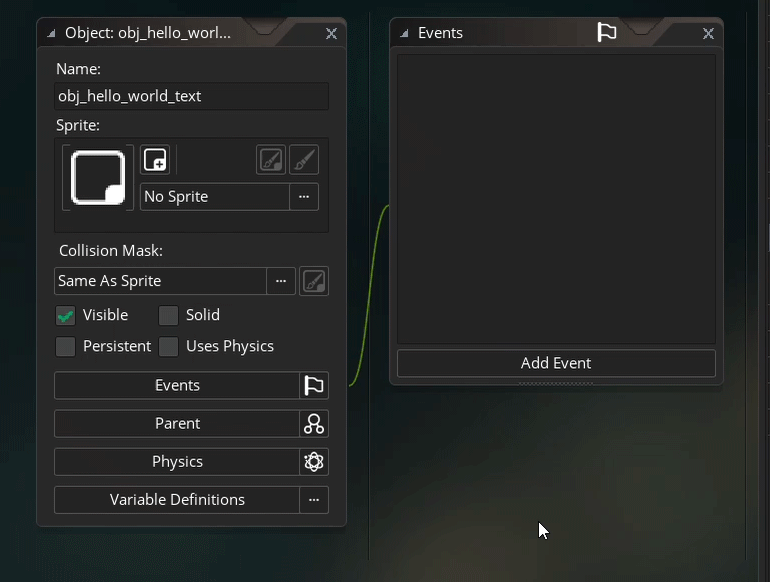 Object: obj_hello_worl...
Name:
obj_hello_world_text
Sprite:
No Sprite ...
Collision Mask:
Same As Sprite ...
Visible Solid
Persistent Uses Physics
Events
Parent
Physics
Variable Definitions ...
Events
Add Event